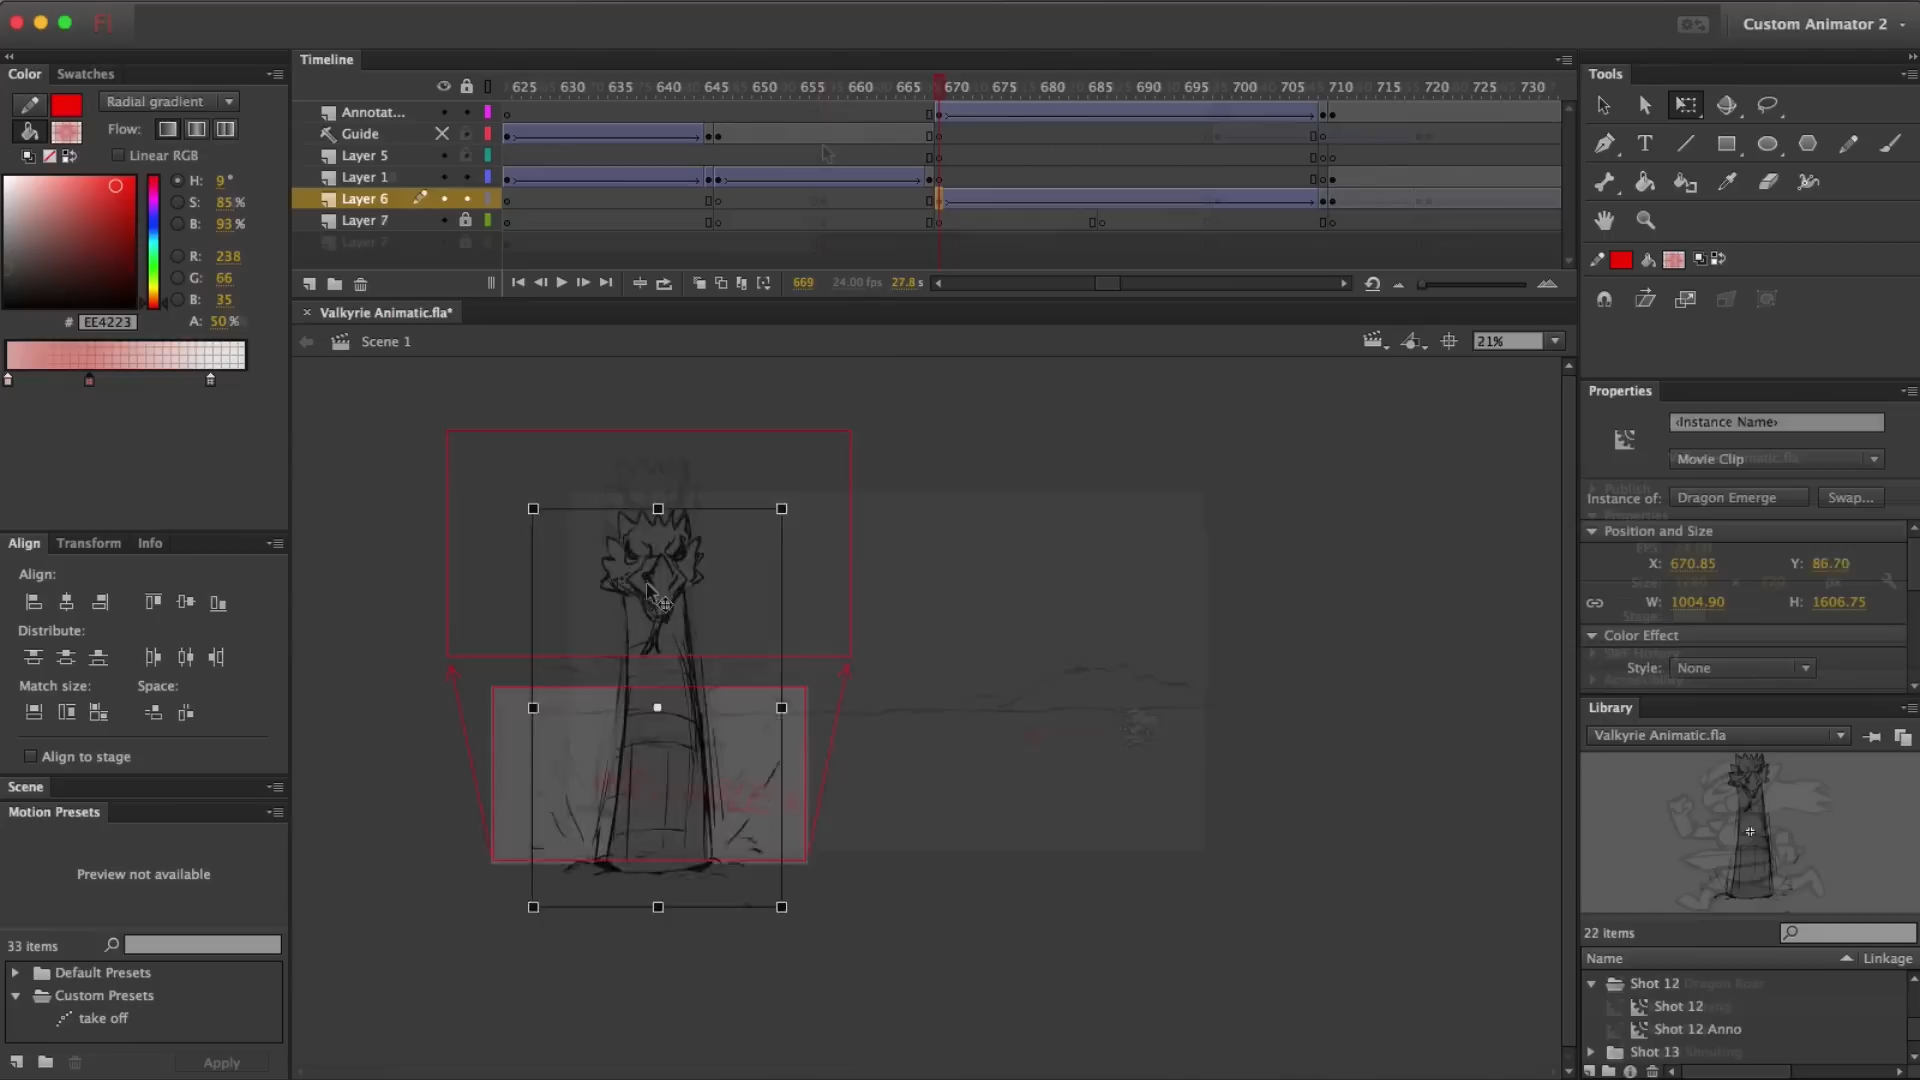 Fl
Custom Animator 2
Color
Swatches
Radial gradient
Flow:
Linear RGB
H: 9 °
S: 85 %
B: 93 %
R: 238
G: 66
B: 35
# EE4223
A: 50 %
Align
Transform
Info
Align:
Distribute:
Match size:
Space:
Align to stage
Scene
Motion Presets
Preview not available
33 items
Default Presets
Custom Presets
take off
Apply
Timeline
625 630 635 640 645 650 655 660 665 670 675 680 685 690 695 700 705 710 715 720 725 730
Annotat...
Guide
Layer 5
Layer 1
Layer 6
Layer 7
Layer 7
669
24.00 fps
27.8 s
Valkyrie Animatic.fla*
Scene 1
21%
Tools
Properties
<Instance Name>
Movie Clip
Instance of:
Dragon Emerge
Swap...
Position and Size
X: 670.85
Y: 86.70
W: 1004.90
H: 1606.75
Color Effect
Style:
None
Library
Valkyrie Animatic.fla
22 items
Name
Linkage
Shot 12
Shot 12
Shot 12 Anno
Shot 13